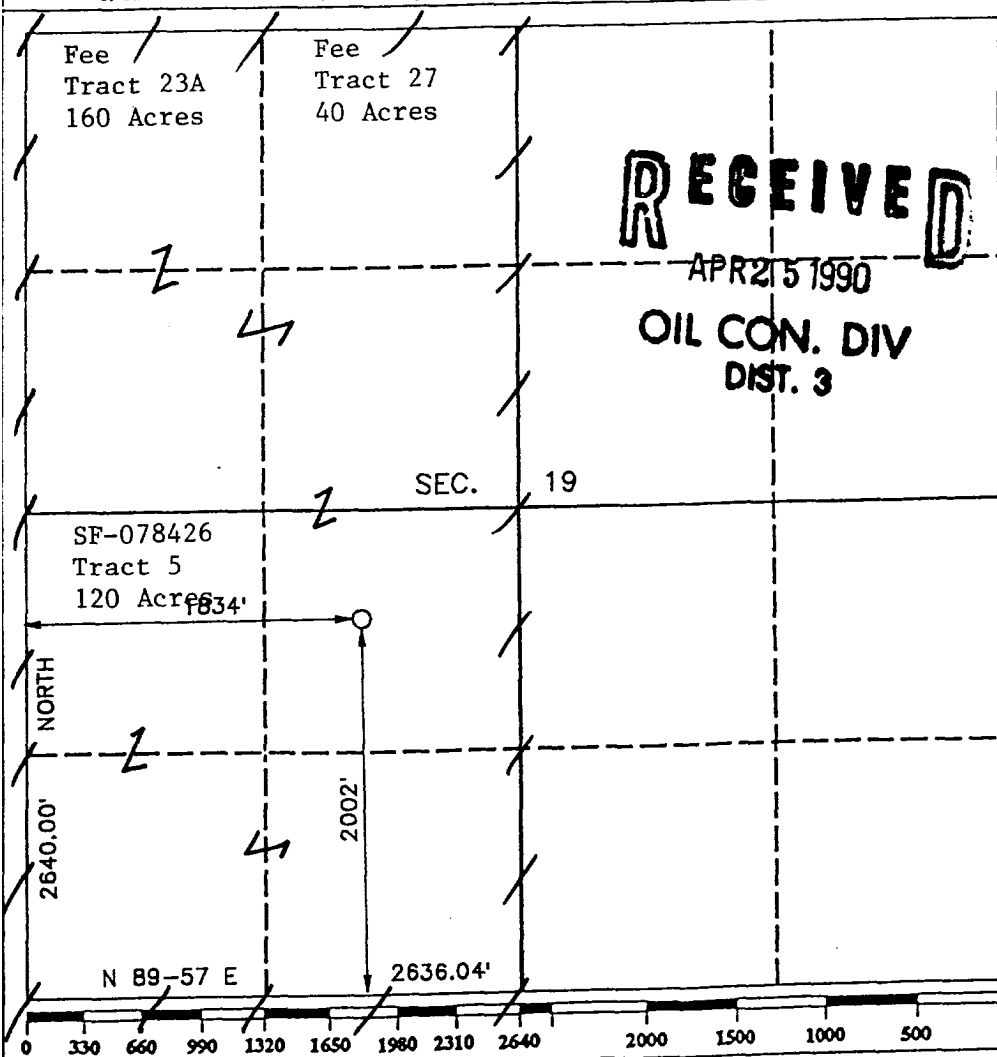 Fee
Tract 23A
160 Acres
Fee
Tract 27
40 Acres
RECEIVED
APR 25 1990
OIL CON. DIV
DIST. 3
SEC. 19
SF-078426
Tract 5
120 Acres
1834'
NORTH
2640.00'
2002'
N 89-57 E
2636.04'
0 330 660 990 1320 1650 1980 2310 2640 2000 1500 1000 500